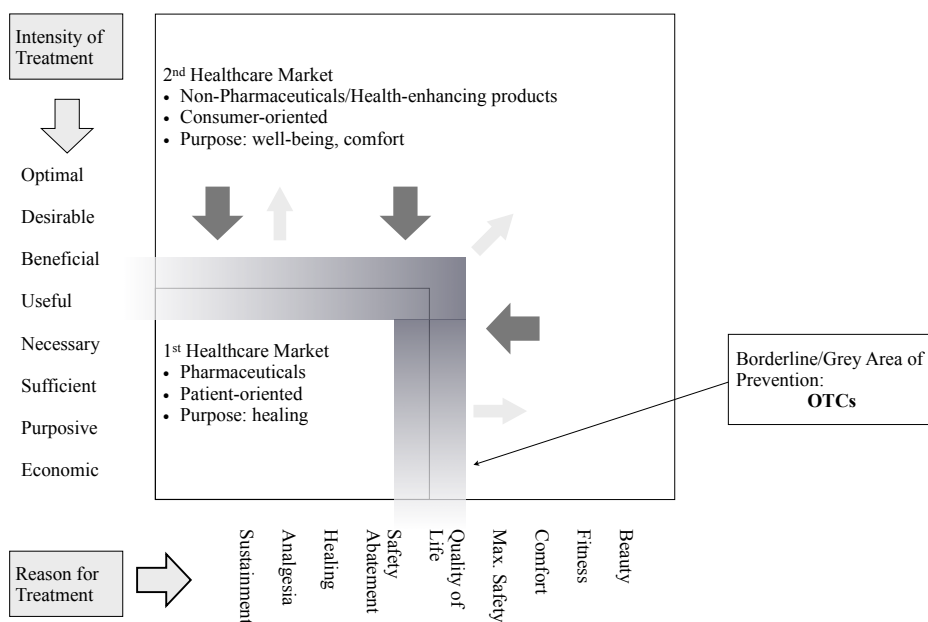 Intensity of
Treatment
2nd Healthcare Market
• Non-Pharmaceuticals/Health-enhancing products
• Consumer-oriented
• Purpose: well-being, comfort
Optimal
Desirable
Beneficial
Useful
Necessary
Sufficient
Purposive
Economic
1st Healthcare Market
• Pharmaceuticals
• Patient-oriented
• Purpose: healing
Borderline/Grey Area of
Prevention:
OTCs
Reason for
Treatment
Sustainment
Analgesia
Healing
Safety
Abatement
Quality of
Life
Max. Safety
Comfort
Fitness
Beauty